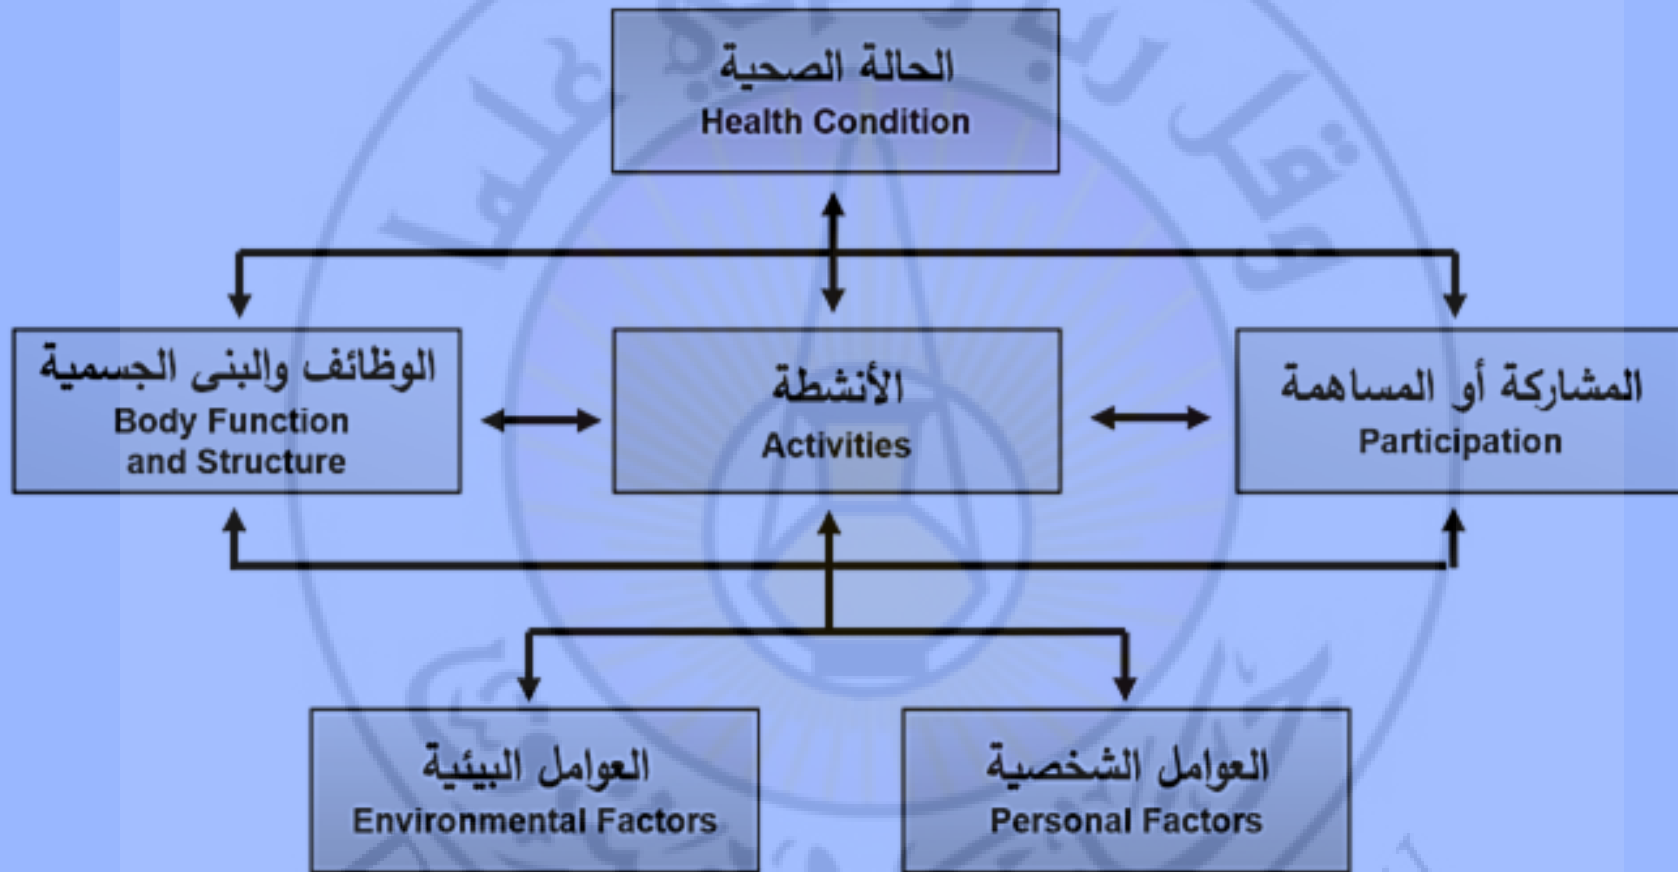 الحالة الصحية
Health Condition
الوظائف والبنى الجسمية
Body Function
and Structure
الأنشطة
Activities
المشاركة أو المساهمة
Participation
العوامل البيئية
Environmental Factors
العوامل الشخصية
Personal Factors